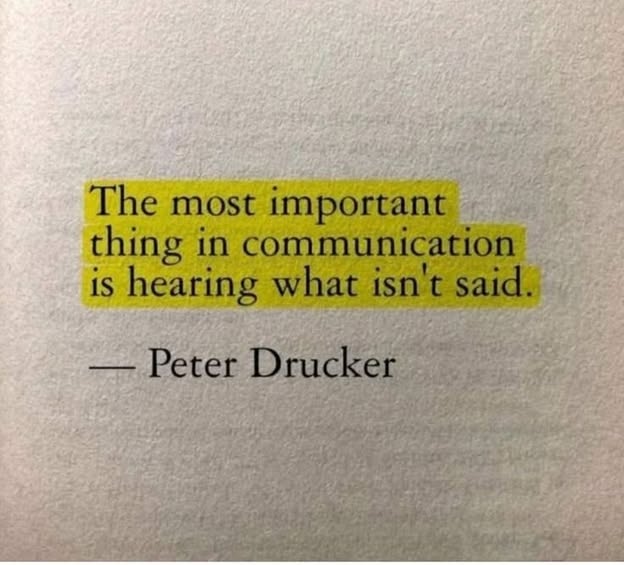 The most important
thing in communication
is hearing what isn't said.
— Peter Drucker